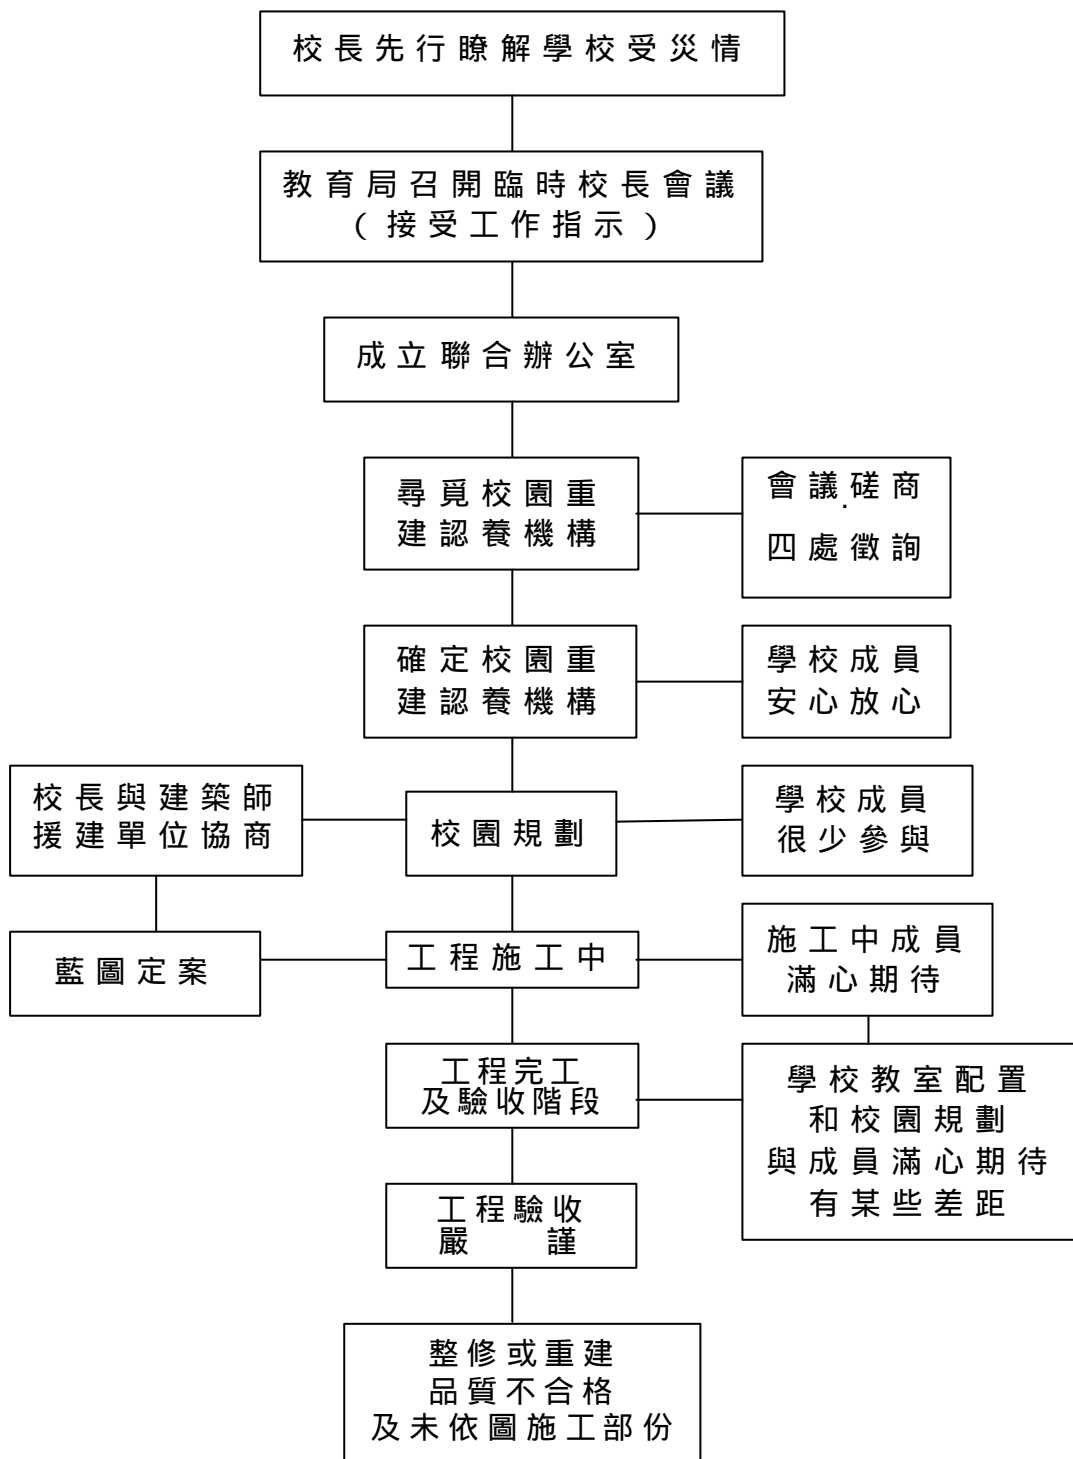 校長先行瞭解學校受災情
教育局召開臨時校長會議
(接受工作指示)
成立聯合辦公室
尋覓校園重
建認養機構
會議磋商
.
四處徵詢
確定校園重
建認養機構
學校成員
安心放心
校長與建築師
援建單位協商
校園規劃
學校成員
很少參與
藍圖定案
工程施工中
施工中成員
滿心期待
工程完工
及驗收階段
學校教室配置
和校園規劃
與成員滿心期待
有某些差距
工程驗收
嚴 謹
整修或重建
品質不合格
及未依圖施工部份